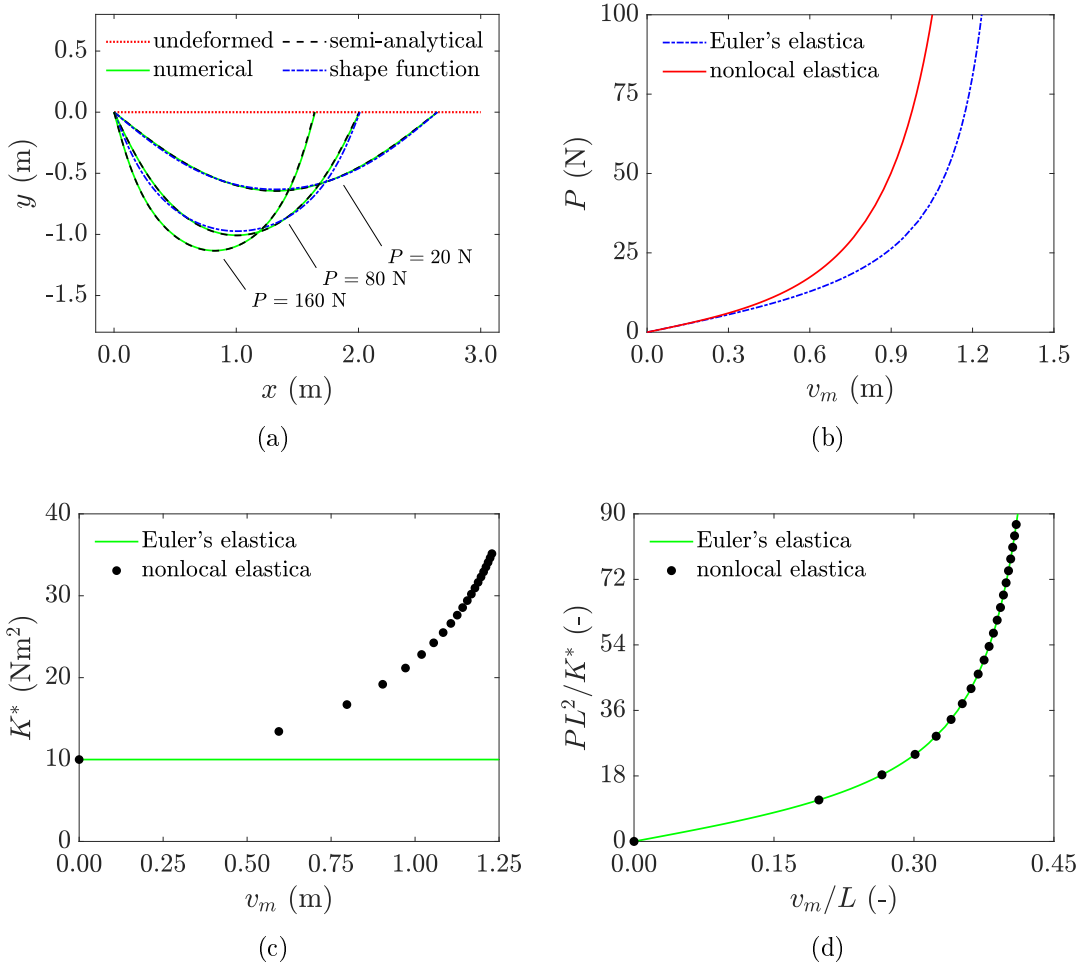 undeformed
semi-analytical
numerical
shape function
0.5
0.0
-0.5
-1.0
-1.5
y (m)
P = 20 N
P = 80 N
P = 160 N
0.0
1.0
2.0
3.0
x (m)
(a)
Euler's elastica
nonlocal elastica
100
75
50
25
0
P (N)
0.0
0.3
0.6
0.9
1.2
1.5
v_m (m)
(b)
Euler's elastica
nonlocal elastica
40
30
20
10
0
K* (Nm²)
0.00
0.25
0.50
0.75
1.00
1.25
v_m (m)
(c)
Euler's elastica
nonlocal elastica
90
72
54
36
18
0
PL²/K* (-)
0.00
0.15
0.30
0.45
v_m/L (-)
(d)